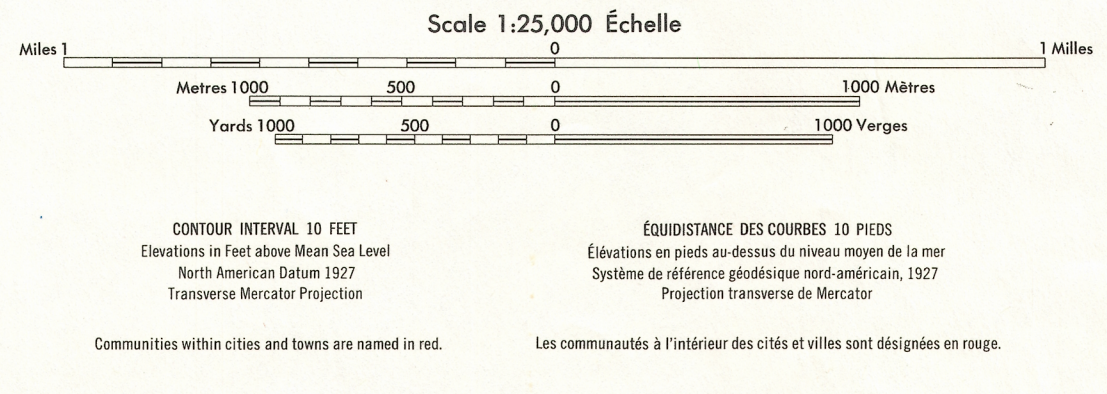 Scale 1:25,000 Échelle
Miles 1 0 1 Milles
Metres 1000 500 0 1000 Mètres
Yards 1000 500 0 1000 Verges
CONTOUR INTERVAL 10 FEET
Elevations in Feet above Mean Sea Level
North American Datum 1927
Transverse Mercator Projection
Communities within cities and towns are named in red.
ÉQUIDISTANCE DES COURBES 10 PIEDS
Élévations en pieds au-dessus du niveau moyen de la mer
Système de référence géodésique nord-américain, 1927
Projection transverse de Mercator
Les communautés à l'intérieur des cités et villes sont désignées en rouge.